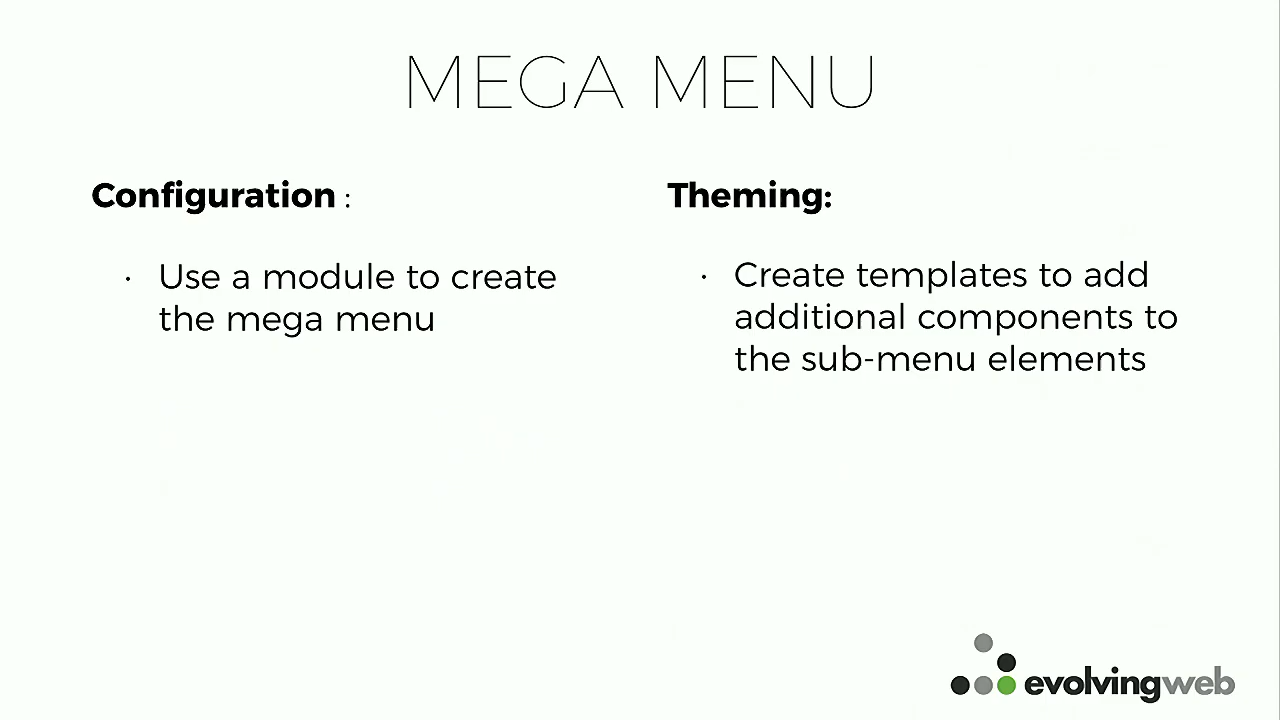 MEGA MENU
Configuration :
· Use a module to create
the mega menu
Theming:
· Create templates to add
additional components to
the sub-menu elements
evolvingweb